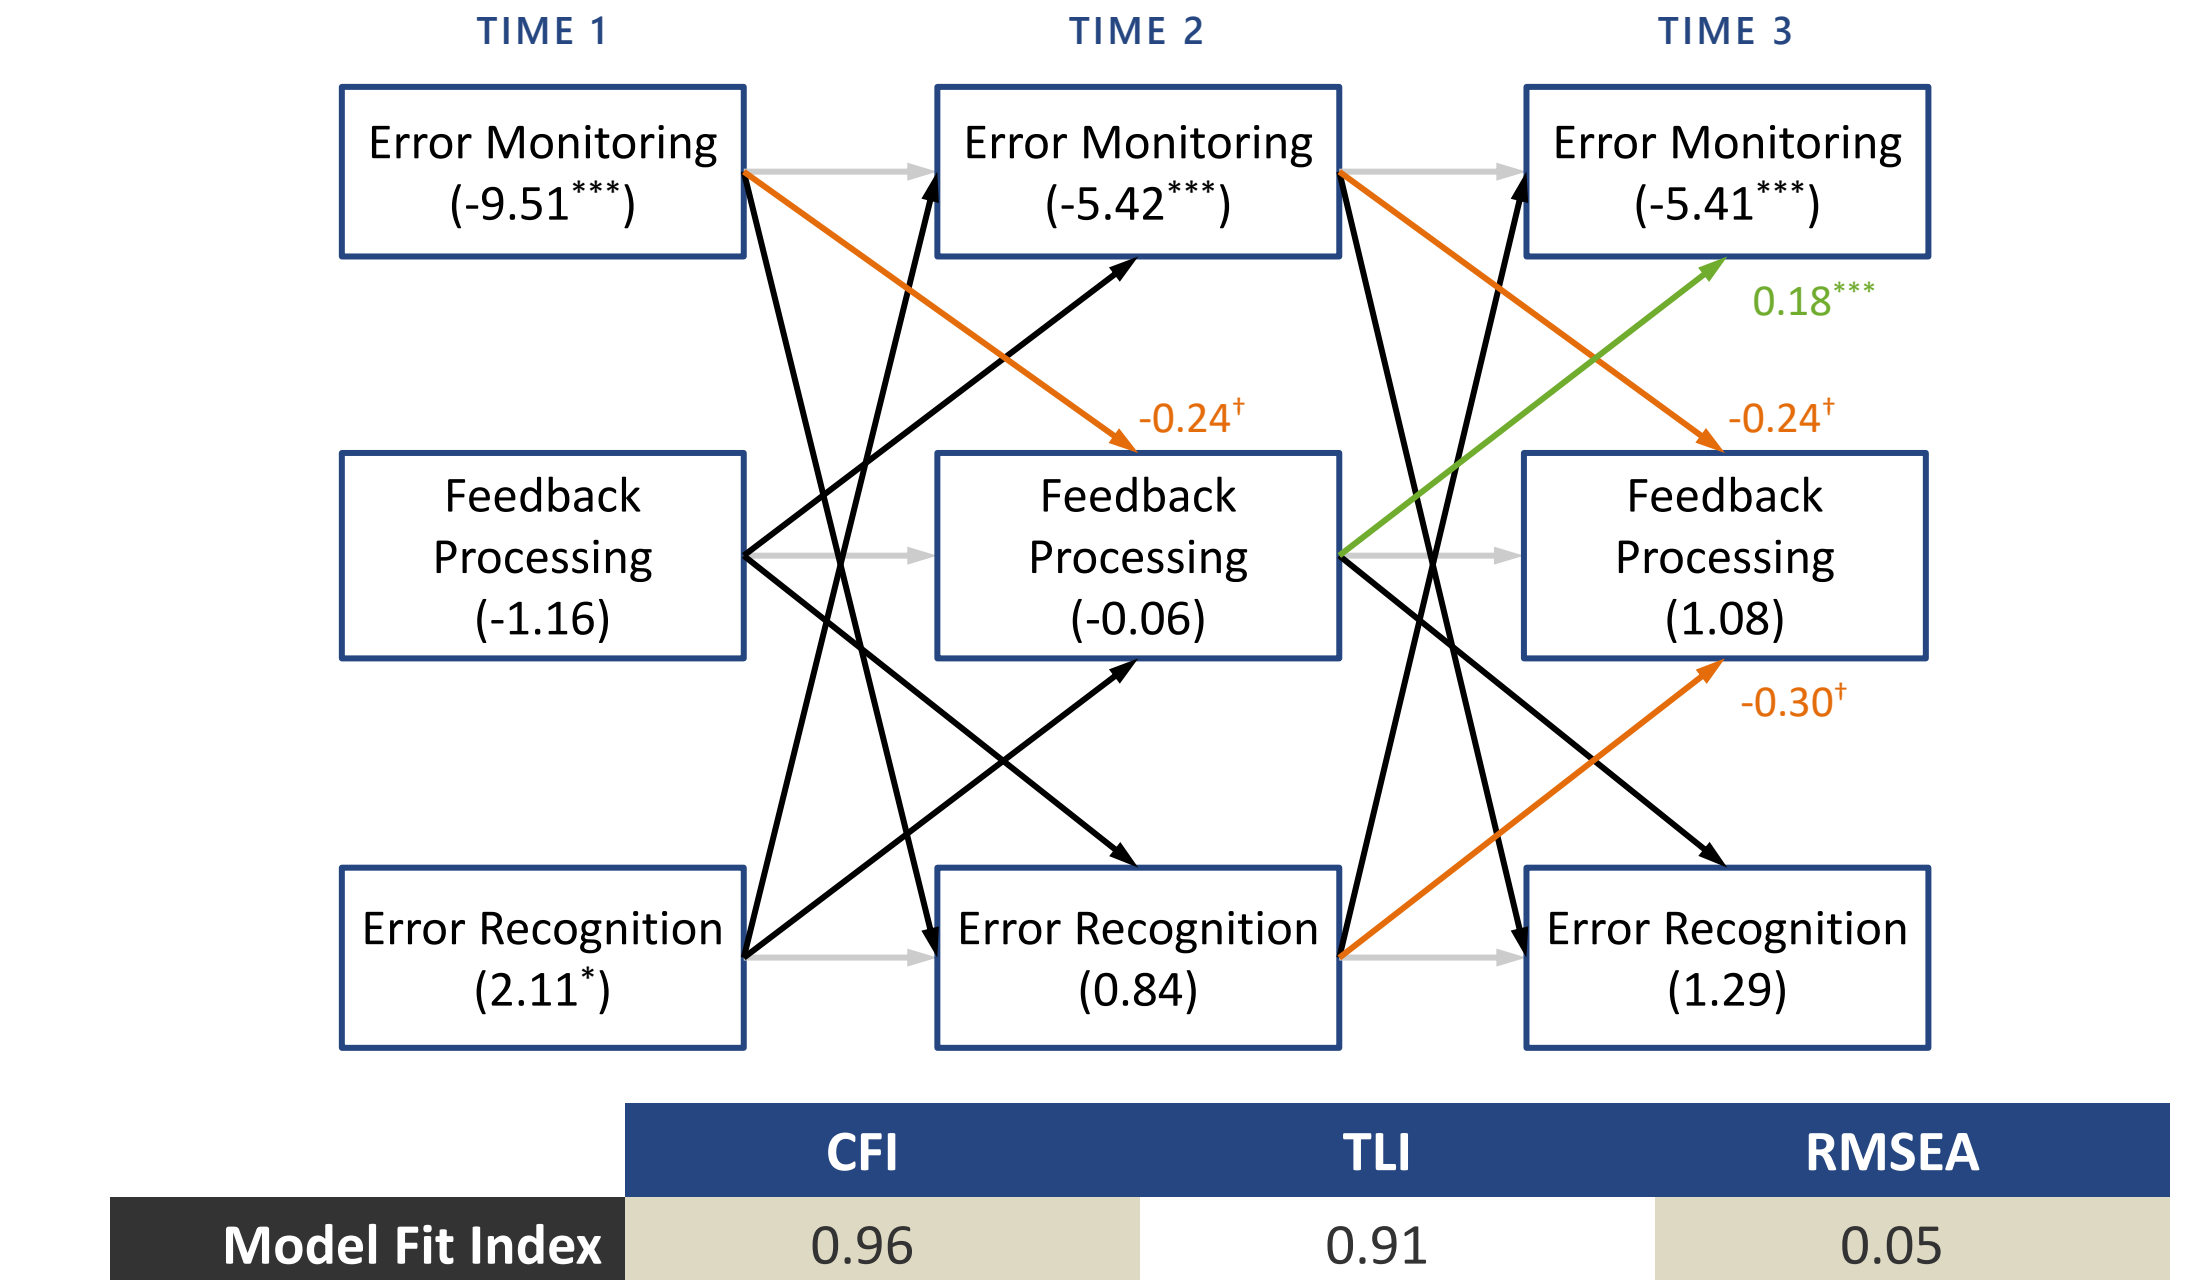 TIME 1
TIME 2
TIME 3
Error Monitoring
(-9.51***)
Error Monitoring
(-5.42***)
Error Monitoring
(-5.41***)
0.18***
-0.24†
-0.24†
Feedback
Processing
(-1.16)
Feedback
Processing
(-0.06)
Feedback
Processing
(1.08)
-0.30†
Error Recognition
(2.11*)
Error Recognition
(0.84)
Error Recognition
(1.29)
CFI
TLI
RMSEA
Model Fit Index
0.96
0.91
0.05